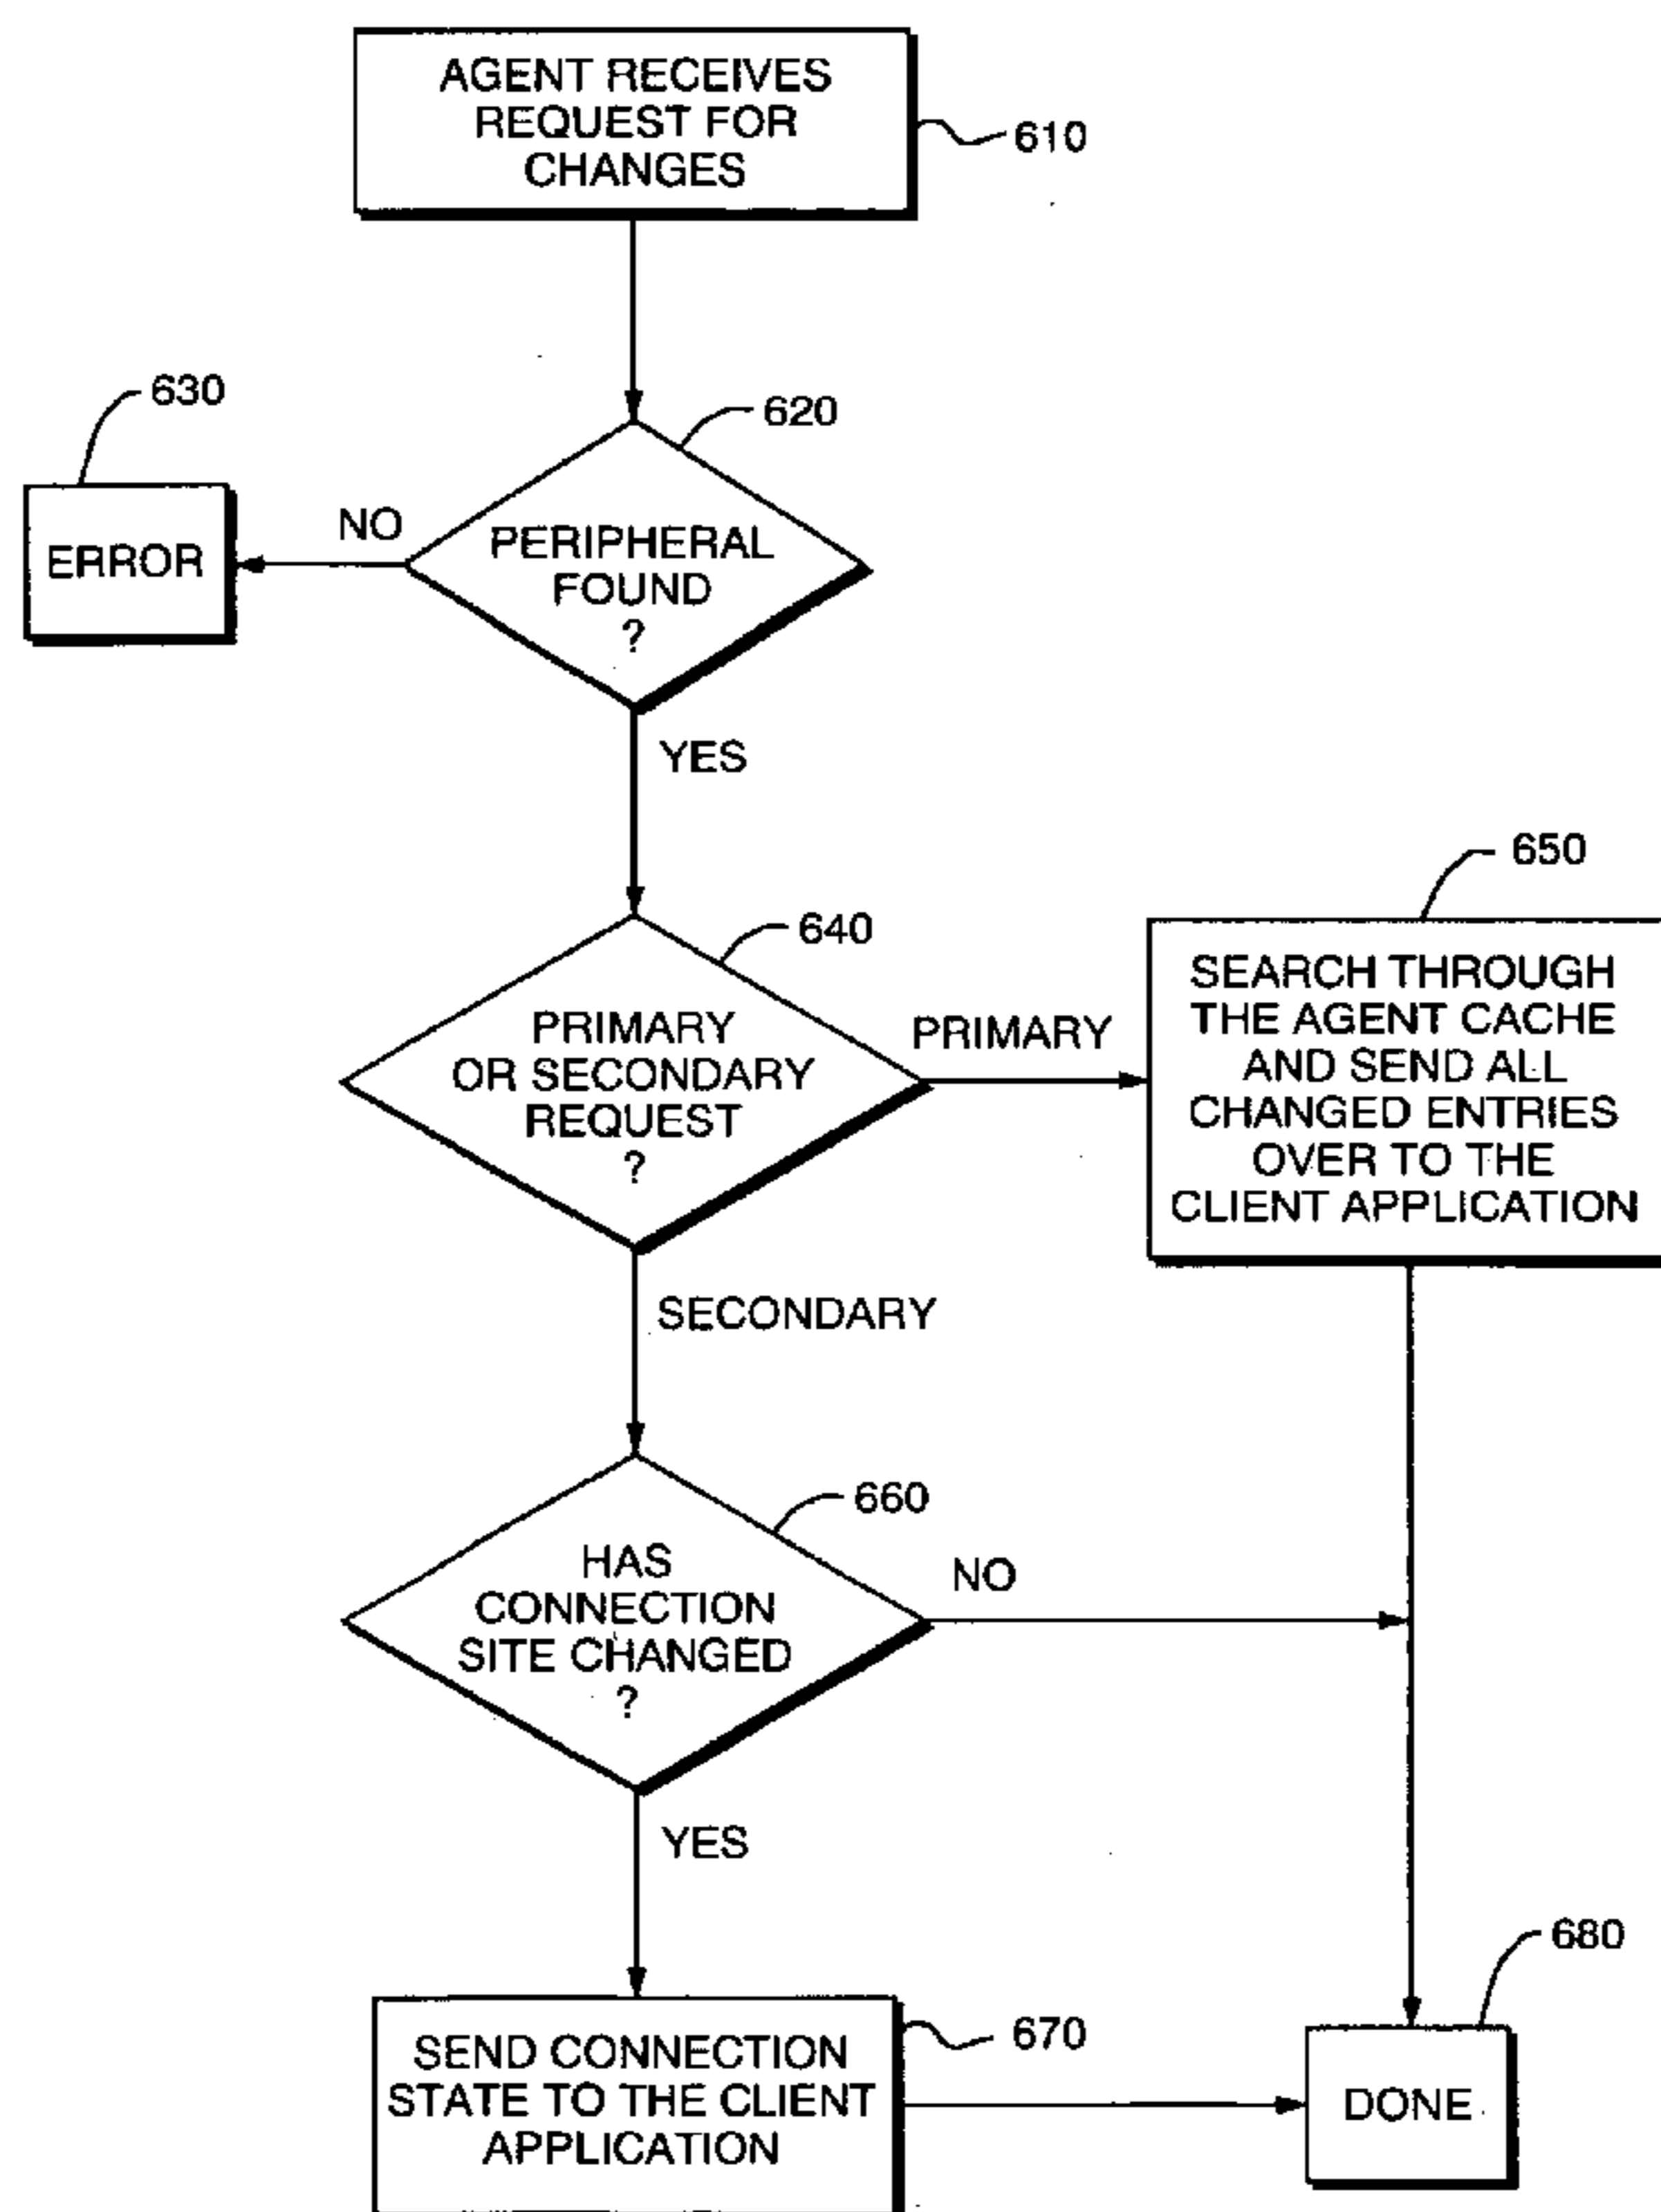 AGENT RECEIVES
REQUEST FOR
CHANGES
610
630
620
NO
ERROR
PERIPHERAL
FOUND
?
YES
650
640
SEARCH THROUGH
THE AGENT CACHE
AND SEND ALL
CHANGED ENTRIES
OVER TO THE
CLIENT APPLICATION
PRIMARY
OR SECONDARY
REQUEST
?
PRIMARY
SECONDARY
660
HAS
CONNECTION
SITE CHANGED
?
NO
YES
680
670
SEND CONNECTION
STATE TO THE CLIENT
APPLICATION
DONE